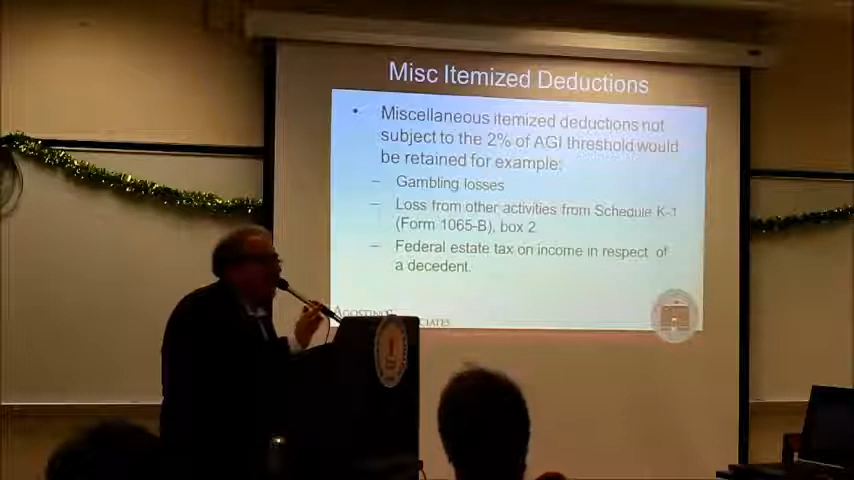 Misc Itemized Deductions
• Miscellaneous itemized deductions not
subject to the 2% of AGI threshold would
be retained for example;
– Gambling losses
– Loss from other activities from Schedule K-1
(Form 1065-B), box 2
– Federal estate tax on income in respect of
a decedent.